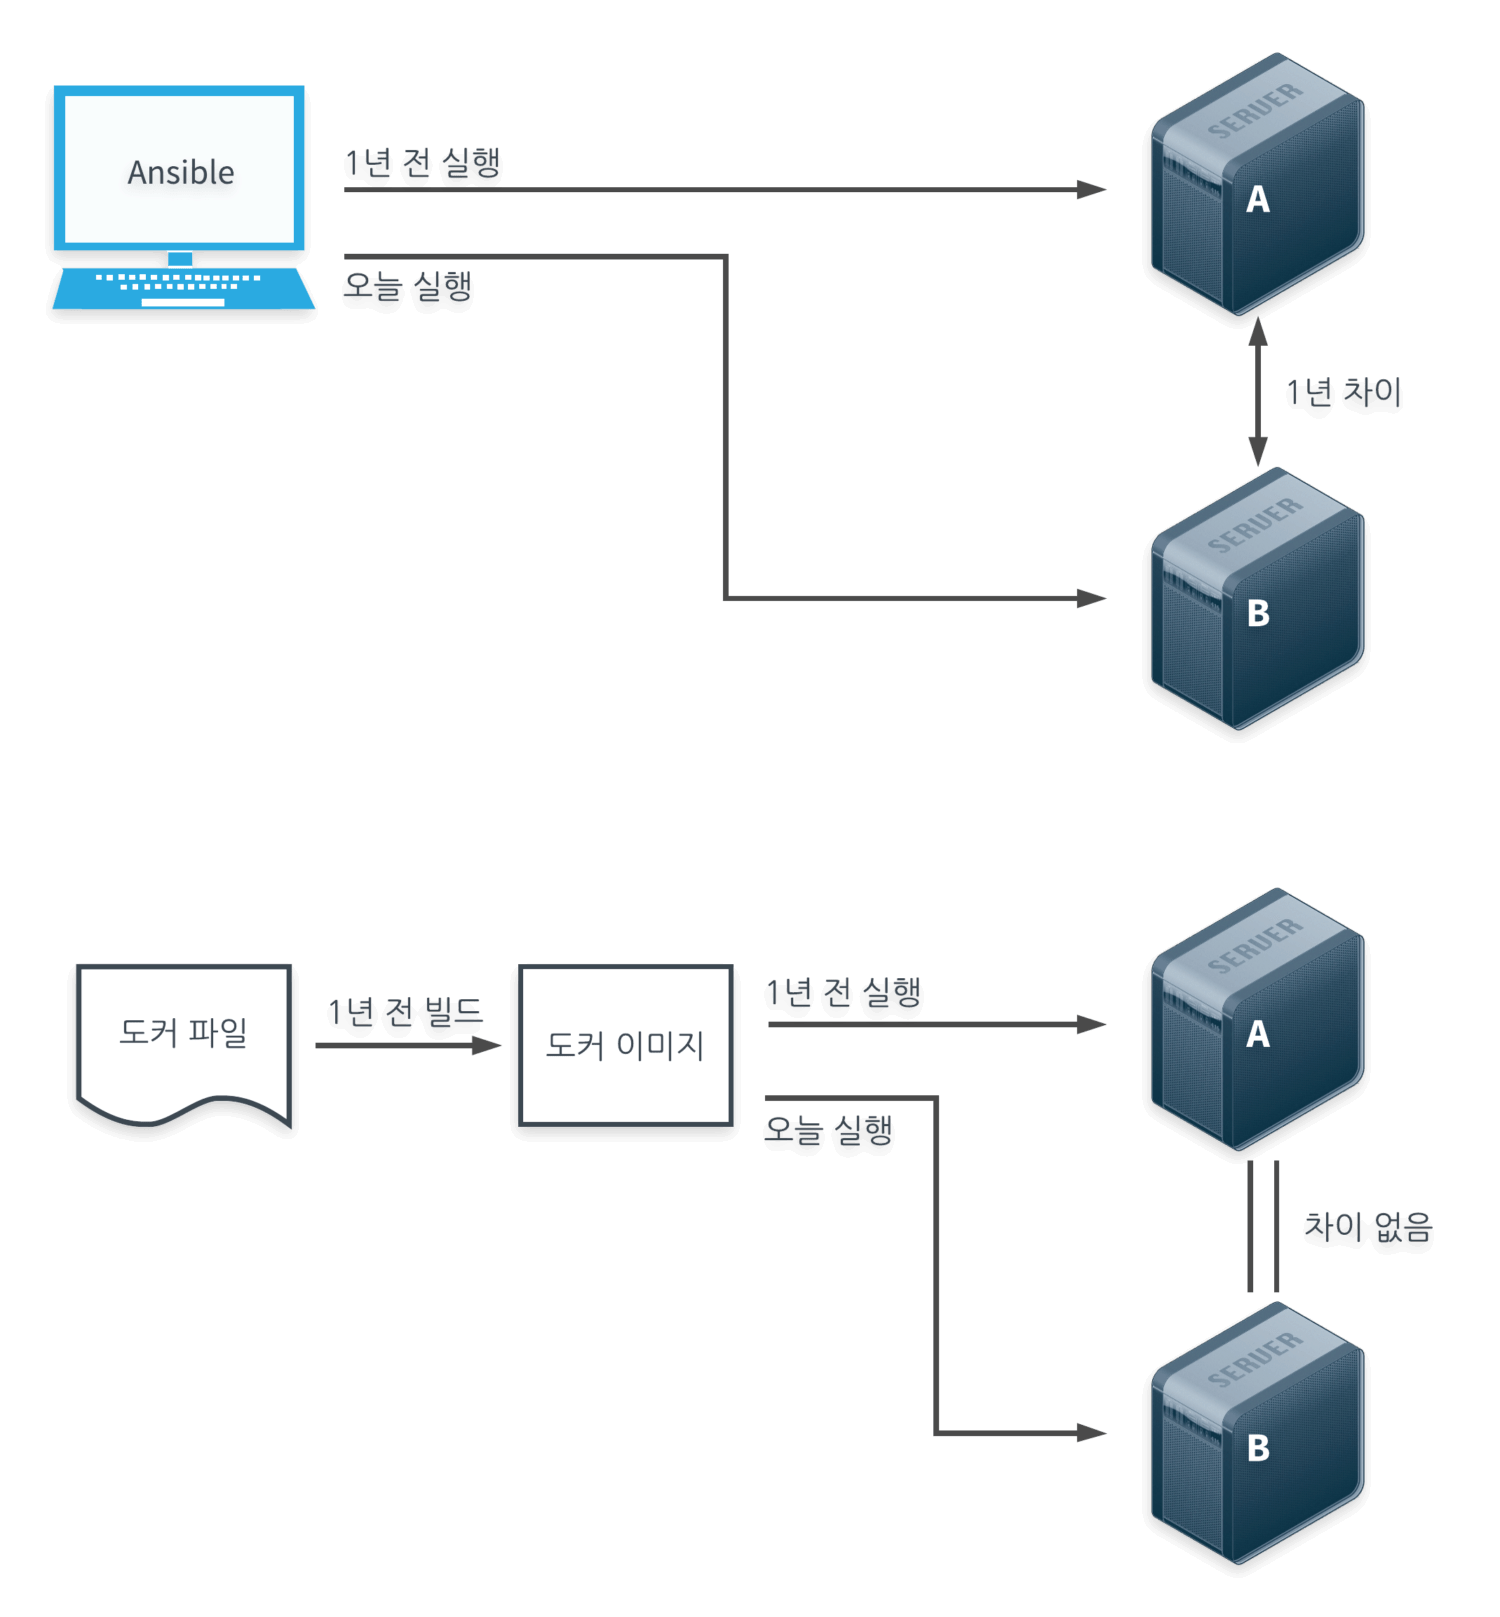 Ansible
1년 전 실행
오늘 실행
SERVER
A
1년 차이
SERVER
B
도커 파일
1년 전 빌드
도커 이미지
1년 전 실행
오늘 실행
SERVER
A
차이 없음
SERVER
B